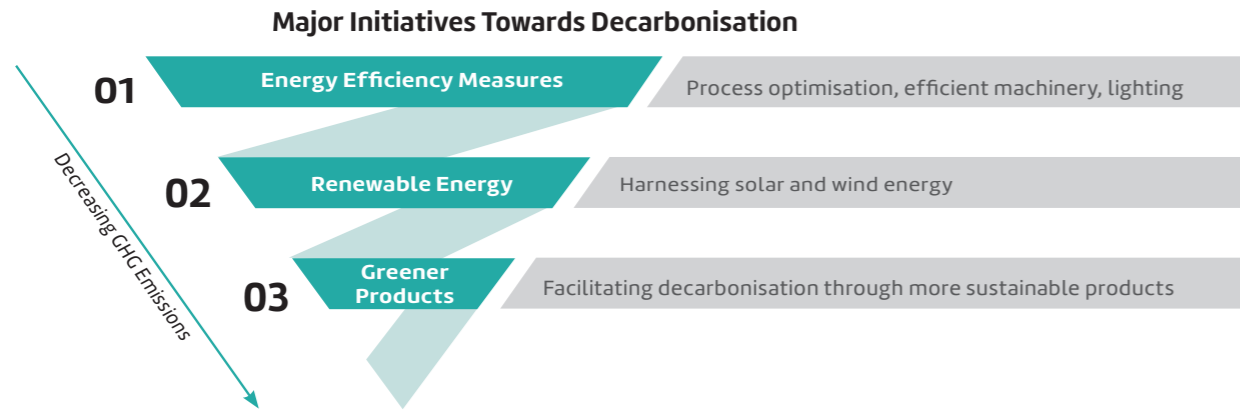 Major Initiatives Towards Decarbonisation
01
Energy Efficiency Measures
Process optimisation, efficient machinery, lighting
02
Renewable Energy
Harnessing solar and wind energy
03
Greener
Products
Facilitating decarbonisation through more sustainable products
Decreasing GHG Emissions